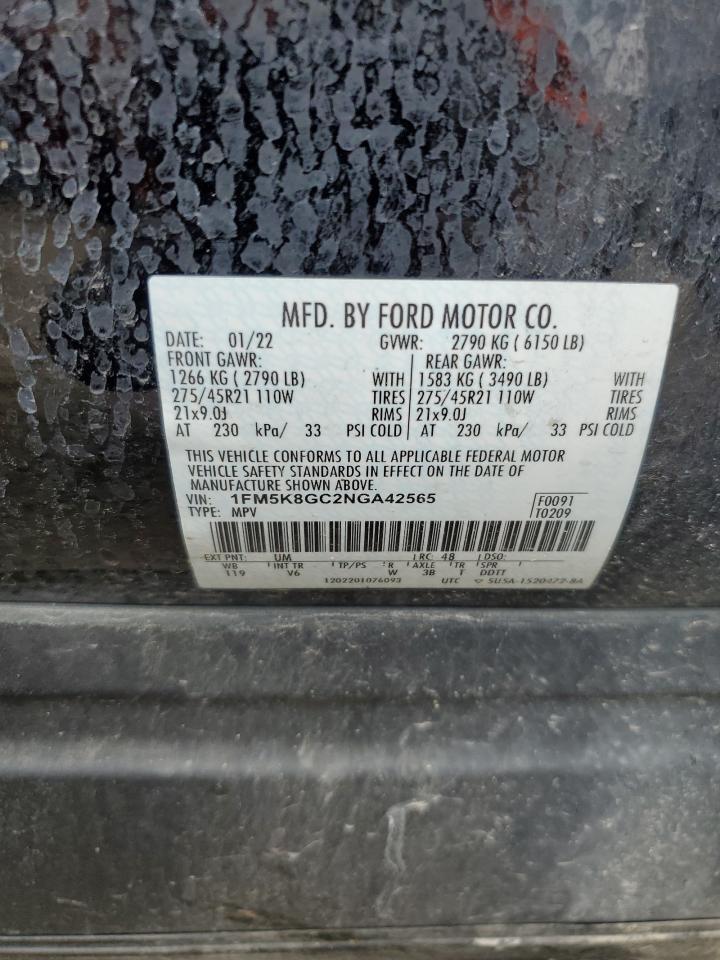 MFD. BY FORD MOTOR CO.
DATE: 01/22 GVWR: 2790 KG ( 6150 LB)
FRONT GAWR: REAR GAWR:
1266 KG ( 2790 LB) WITH 1583 KG ( 3490 LB) WITH
275/45R21 110W TIRES 275/45R21 110W TIRES
21x9.0J RIMS 21x9.0J RIMS
AT 230 kPa/ 33 PSI COLD AT 230 kPa/ 33 PSI COLD
THIS VEHICLE CONFORMS TO ALL APPLICABLE FEDERAL MOTOR
VEHICLE SAFETY STANDARDS IN EFFECT ON THE DATE OF
MANUFACTURE SHOWN ABOVE.
VIN: 1FM5K8GC2NGA42565 F0091
TYPE: MPV T0209
EXT PNT: UM RC: 48 DSO:
WB INT TR TP/PS R AXLE TR SPR
119 V6 W 3B T DDTT
1202201076093 UTC SU5A-1520472-BA